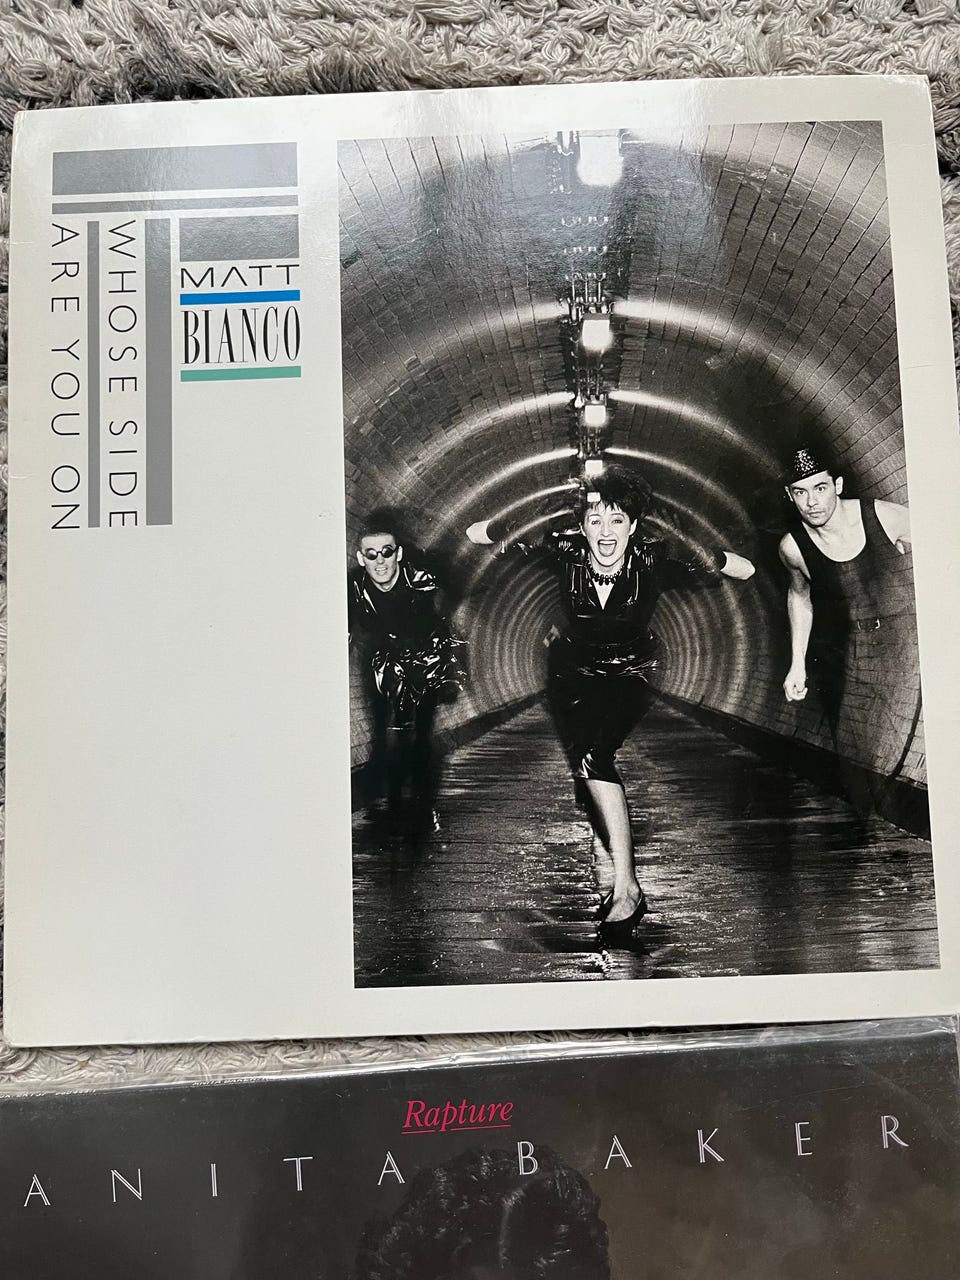 WHOSE SIDE
ARE YOU ON
MATT
BIANCO
Rapture
ANITA BAKER